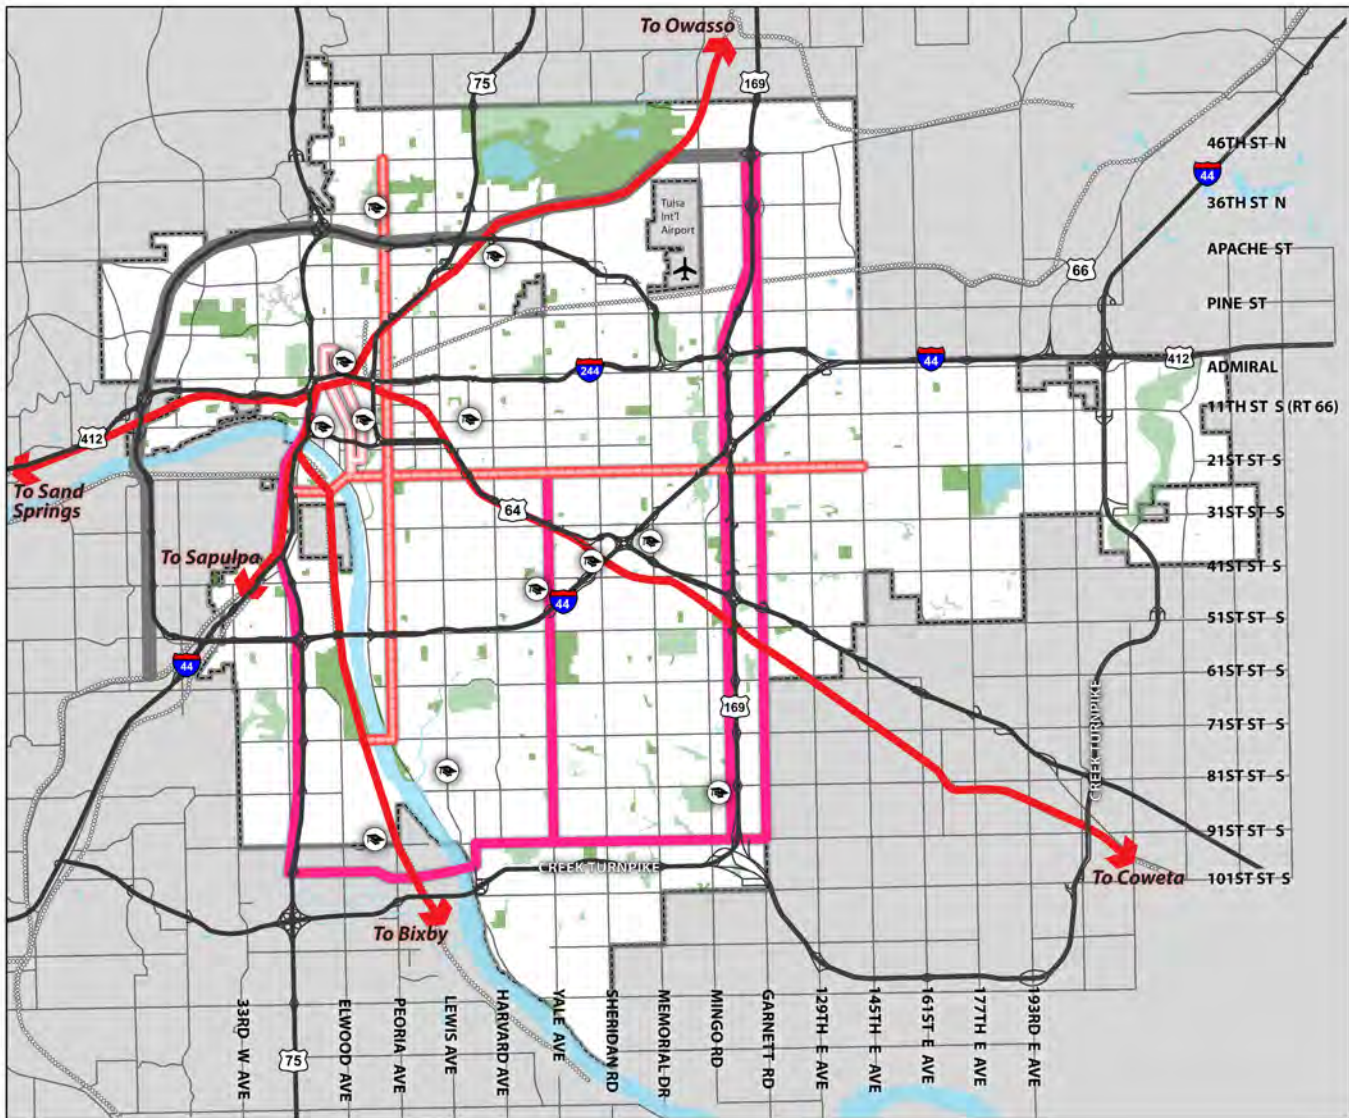 To Owasso
75
169
46TH ST N
44
36TH ST N
Tulsa
Int'l
Airport
APACHE ST
66
PINE ST
412
244
44
ADMIRAL
11TH ST S (RT 66)
412
21ST ST S
To Sand
Springs
64
31ST ST S
To Sapulpa
41ST ST S
44
51ST ST S
44
61ST ST S
169
71ST ST S
CREEK TURNPIKE
81ST ST S
91ST ST S
CREEK TURNPIKE
To Coweta
101ST ST S
To Bixby
75
33RD W AVE
ELWOOD AVE
PEORIA AVE
LEWIS AVE
HARVARD AVE
YALE AVE
SHERIDAN RD
MEMORIAL DR
MINGO RD
GARNETT RD
129TH E AVE
145TH E AVE
161ST E AVE
177TH E AVE
193RD E AVE